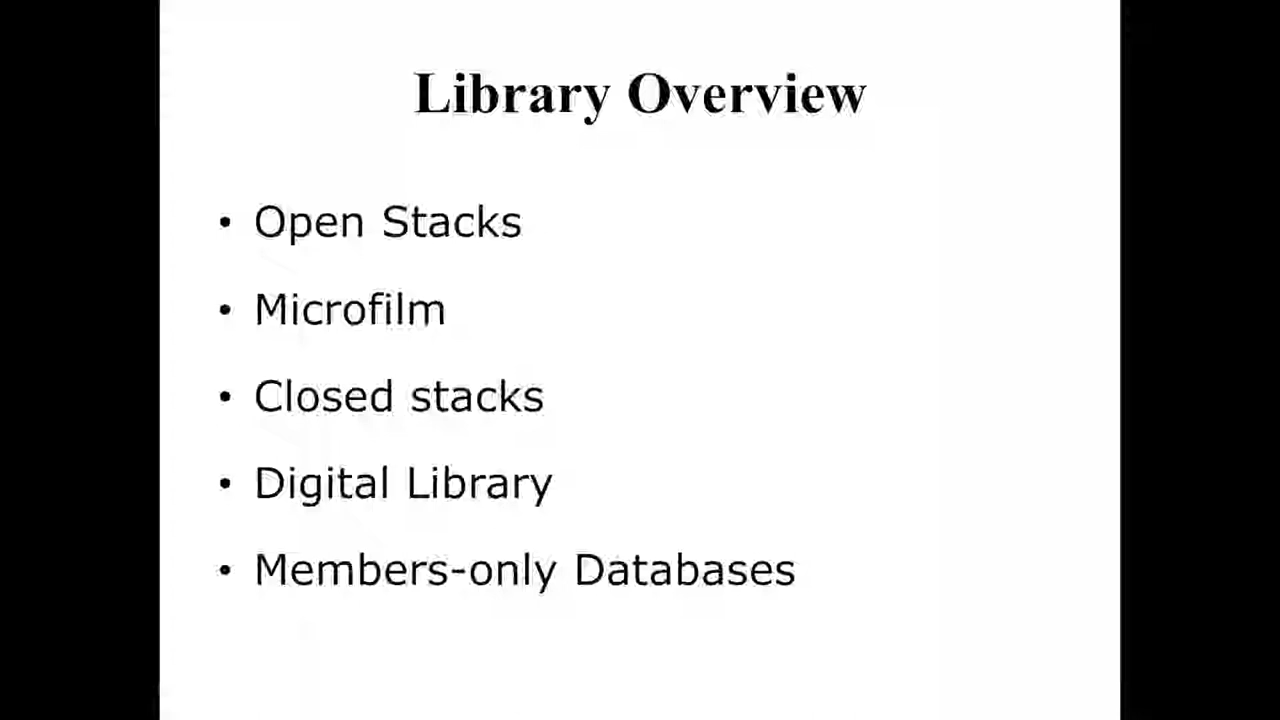 Library Overview
• Open Stacks
• Microfilm
• Closed stacks
• Digital Library
• Members-only Databases